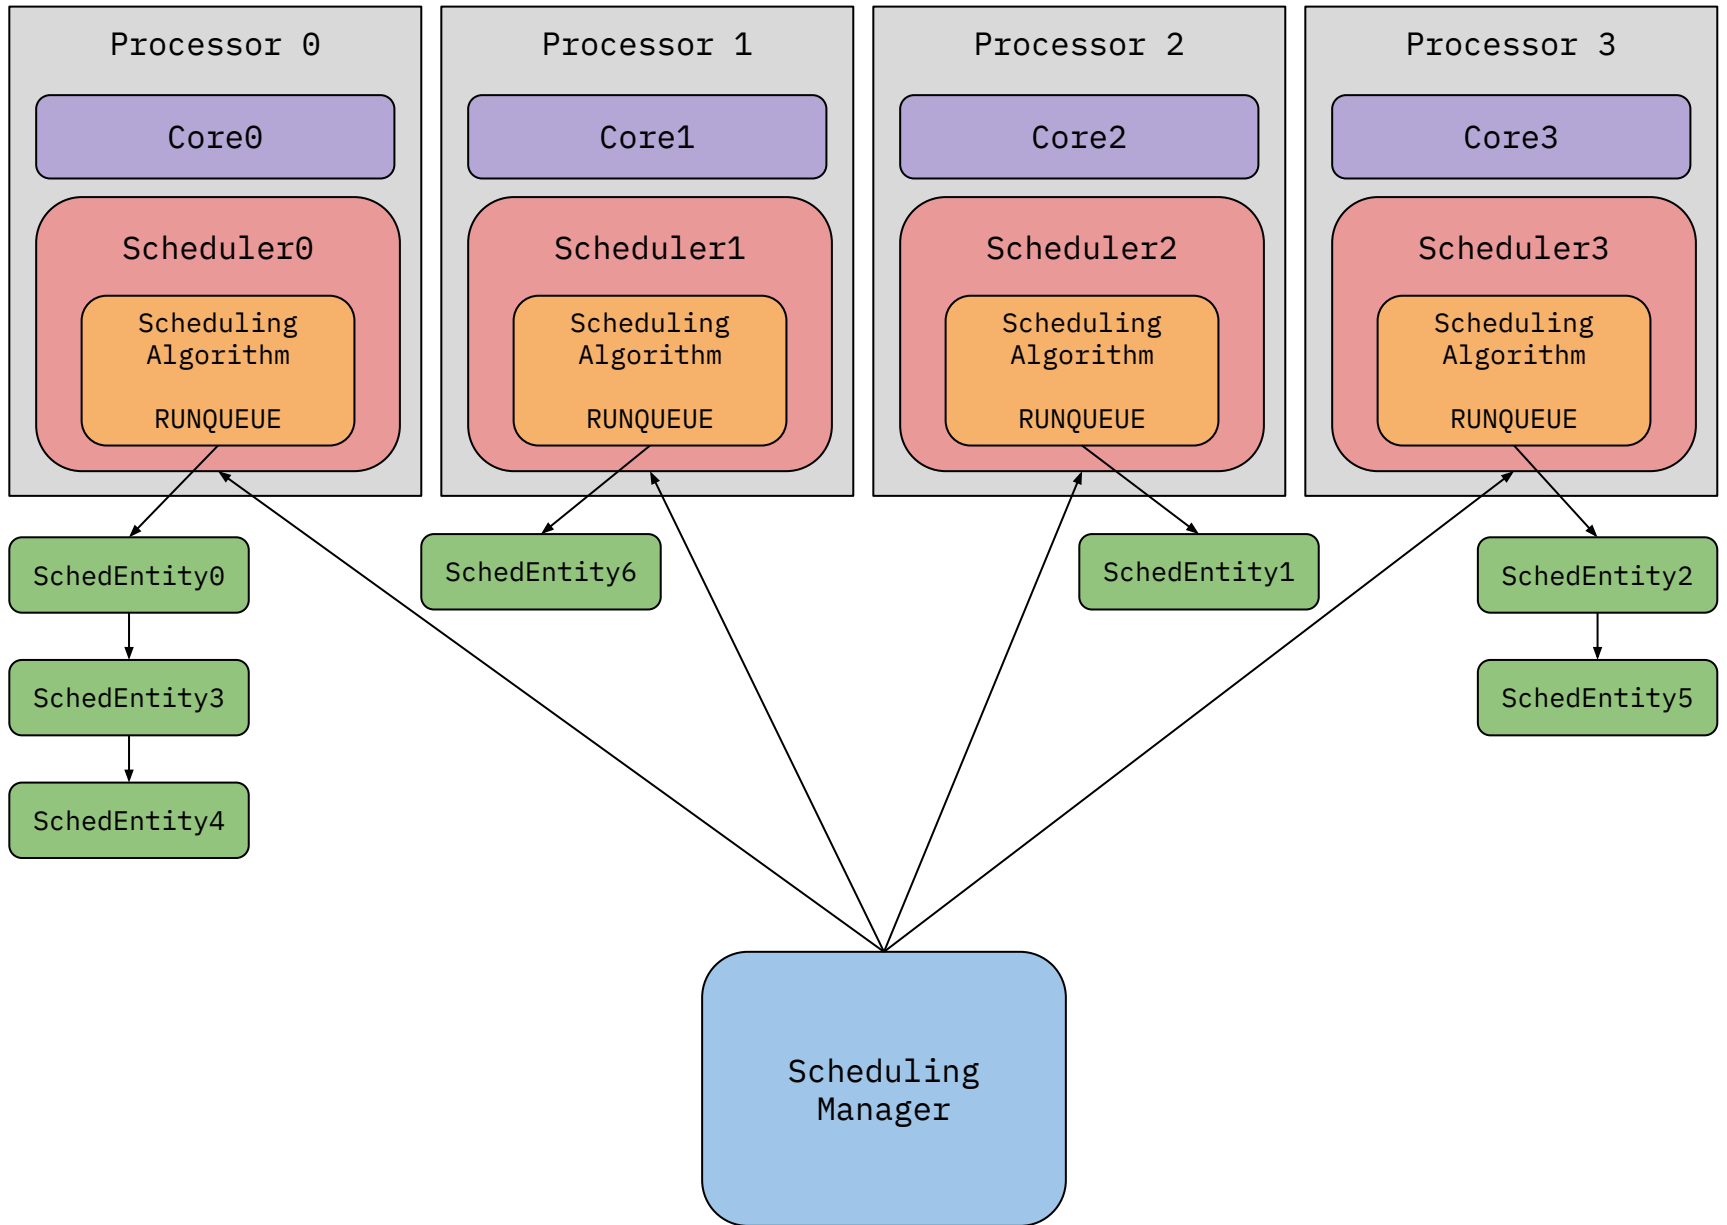 Processor 0
Core0
Scheduler0
Scheduling
Algorithm
RUNQUEUE
Processor 1
Core1
Scheduler1
Scheduling
Algorithm
RUNQUEUE
Processor 2
Core2
Scheduler2
Scheduling
Algorithm
RUNQUEUE
Processor 3
Core3
Scheduler3
Scheduling
Algorithm
RUNQUEUE
SchedEntity0
SchedEntity3
SchedEntity4
SchedEntity6
SchedEntity1
SchedEntity2
SchedEntity5
Scheduling
Manager